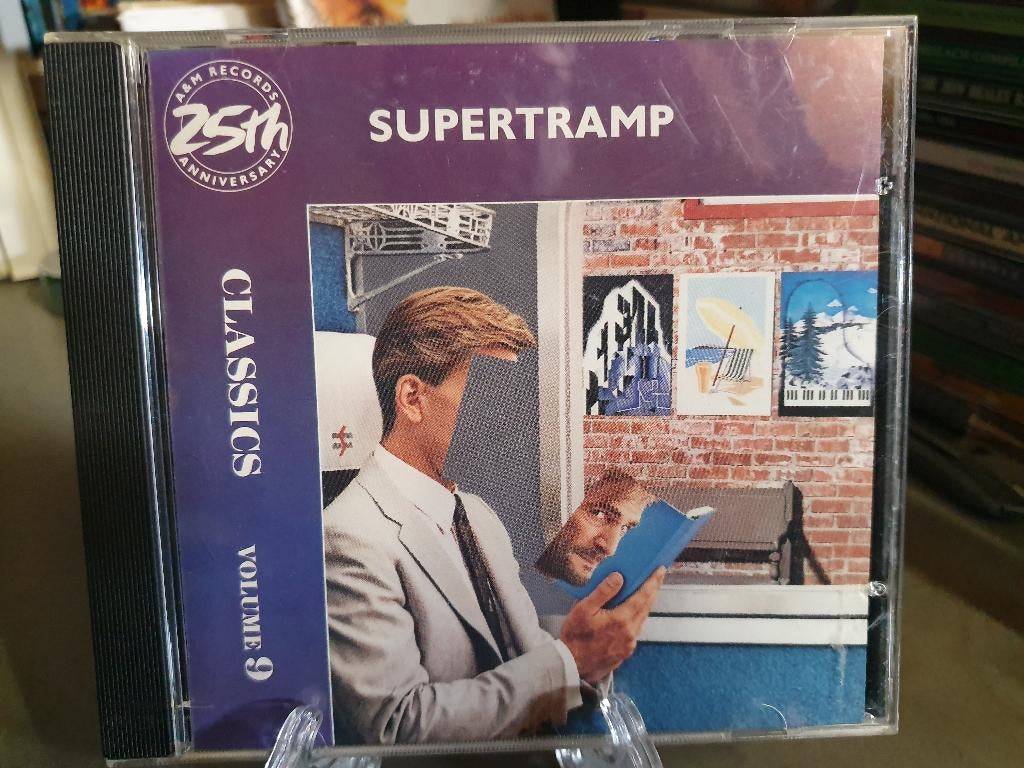 A&M RECORDS
25th
ANNIVERSARY
SUPERTRAMP
CLASSICS
VOLUME 9